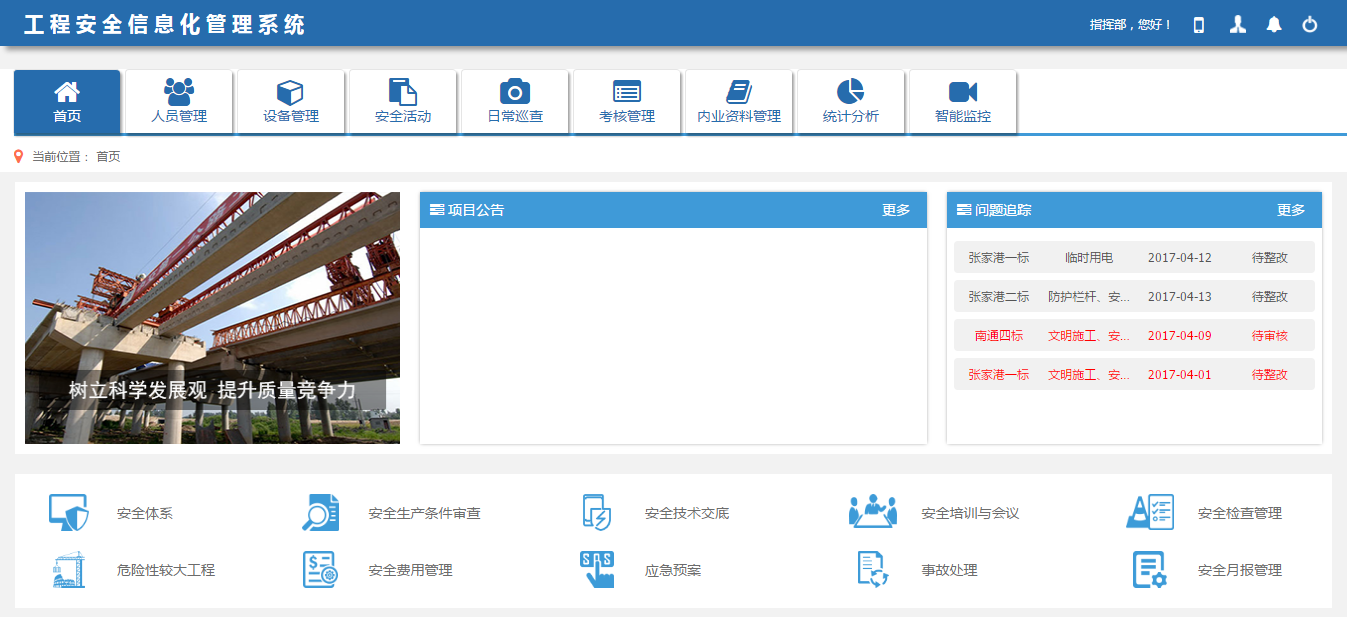 工程安全信息化管理系统
指挥部，您好！
首页 人员管理 设备管理 安全活动 日常巡查 考核管理 内业资料管理 统计分析 智能监控
当前位置： 首页
树立科学发展观 提升质量竞争力
项目公告 更多
问题追踪 更多
张家港一标 临时用电 2017-04-12 待整改
张家港二标 防护栏杆、安... 2017-04-13 待整改
南通四标 文明施工、安... 2017-04-09 待审核
张家港一标 文明施工、安... 2017-04-01 待整改
安全体系 安全生产条件审查 安全技术交底 安全培训与会议 安全检查管理
危险性较大工程 安全费用管理 应急预案 事故处理 安全月报管理
$
SOS